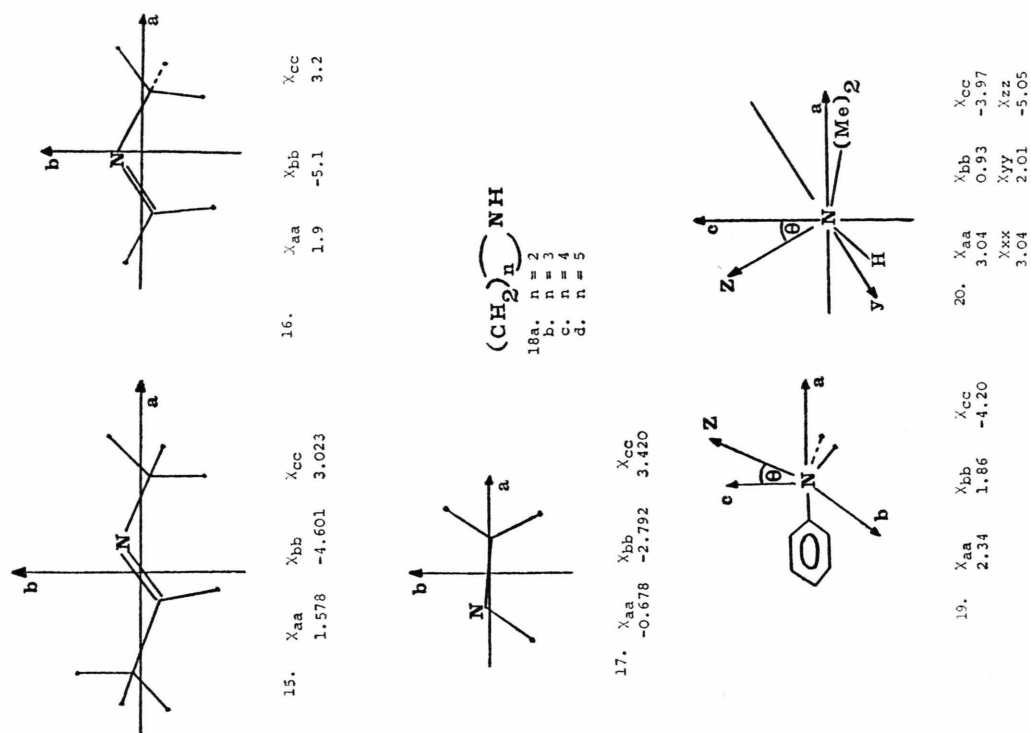 b
N
a
15. χaa χbb χcc
1.578 -4.601 3.023
b
N
a
16. χaa χbb χcc
1.9 -5.1 3.2
b
N
a
17. χaa χbb χcc
-0.678 -2.792 3.420
(CH2)n NH
18a. n = 2
b. n = 3
c. n = 4
d. n = 5
c
θ
Z
N
a
b
19. χaa χbb χcc
2.34 1.86 -4.20
c
Z
θ
N
a
(Me)2
H
y
20. χaa χbb χcc
3.04 0.93 -3.97
χxx χyy χzz
3.04 2.01 -5.05